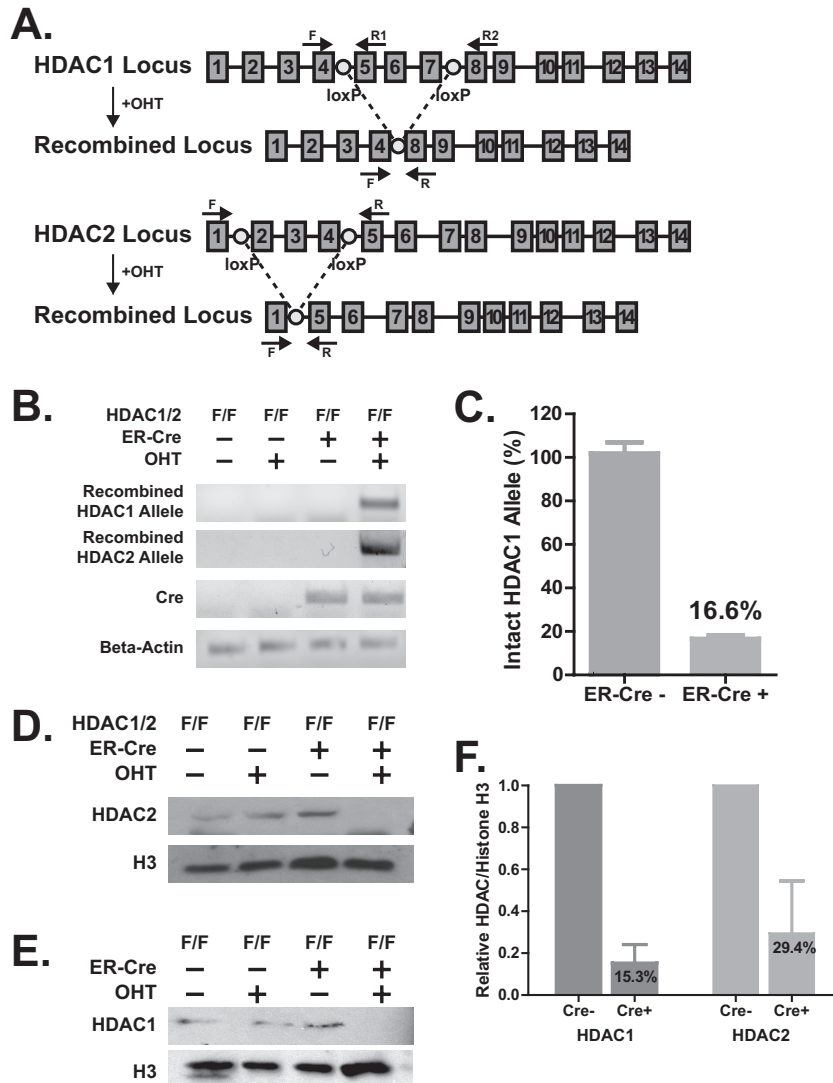 A.
F R1 R2
HDAC1 Locus 1 2 3 4 5 6 7 8 9 10 11 12 13 14
loxP loxP
+OHT
Recombined Locus 1 2 3 4 8 9 10 11 12 13 14
F R
F R
HDAC2 Locus 1 2 3 4 5 6 7 8 9 10 11 12 13 14
loxP loxP
+OHT
Recombined Locus 1 5 6 7 8 9 10 11 12 13 14
F R
B.
HDAC1/2 F/F F/F F/F F/F
ER-Cre − − + +
OHT − + − +
Recombined
HDAC1 Allele
Recombined
HDAC2 Allele
Cre
Beta-Actin
C.
Intact HDAC1 Allele (%)
120
100
80
60
40
20
0
16.6%
ER-Cre - ER-Cre +
D.
HDAC1/2 F/F F/F F/F F/F
ER-Cre − − + +
OHT − + − +
HDAC2
H3
E.
F/F F/F F/F F/F
ER-Cre − − + +
OHT − + − +
HDAC1
H3
F.
Relative HDAC/Histone H3
1.0
0.8
0.6
0.4
0.2
0.0
15.3%
29.4%
Cre- Cre+ Cre- Cre+
HDAC1 HDAC2